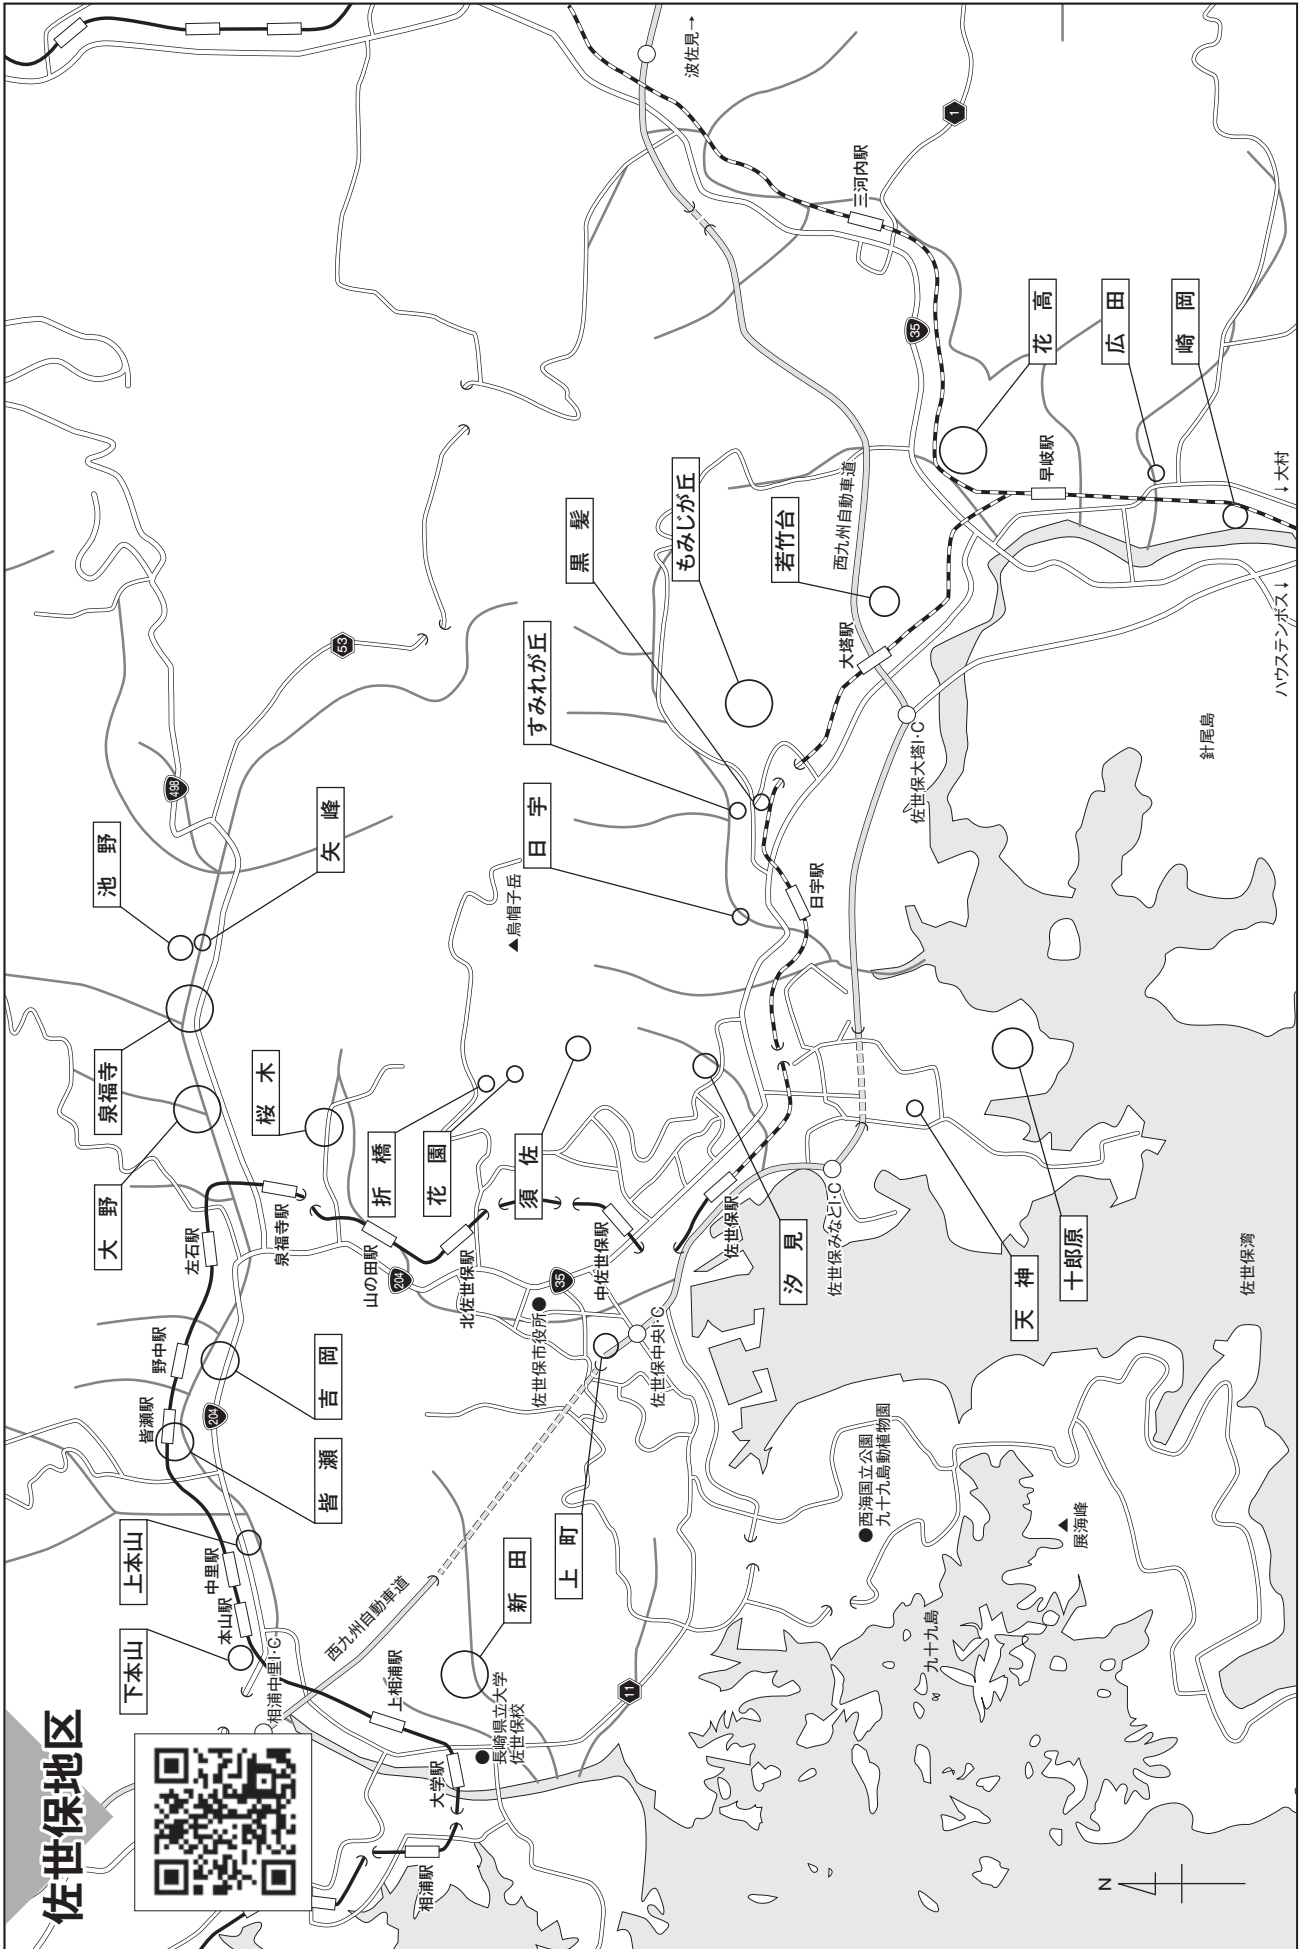 佐世保地区
下本山
上本山
皆瀬
吉岡
大野
泉福寺
桜木
池野
矢峰
折橋
花園
須佐
日宇
すみれが丘
黒髪
もみじが丘
若竹台
花高
広田
崎岡
新田
上町
汐見
天神
十郎原
相浦駅
大学駅
上相浦駅
本山駅
中里駅
皆瀬駅
野中駅
左石駅
泉福寺駅
山の田駅
北佐世保駅
中佐世保駅
佐世保駅
日宇駅
大塔駅
早岐駅
三河内駅
相浦中里I・C
佐世保中央I・C
佐世保みなとI・C
佐世保大塔I・C
西九州自動車道
西九州自動車道
長崎県立大学
佐世保校
佐世保市役所
烏帽子岳
西海国立公園
九十九島動植物園
展海峰
九十九島
佐世保湾
針尾島
波佐見→
ハウステンボス↓
↓大村
204
204
498
53
35
35
11
1
N